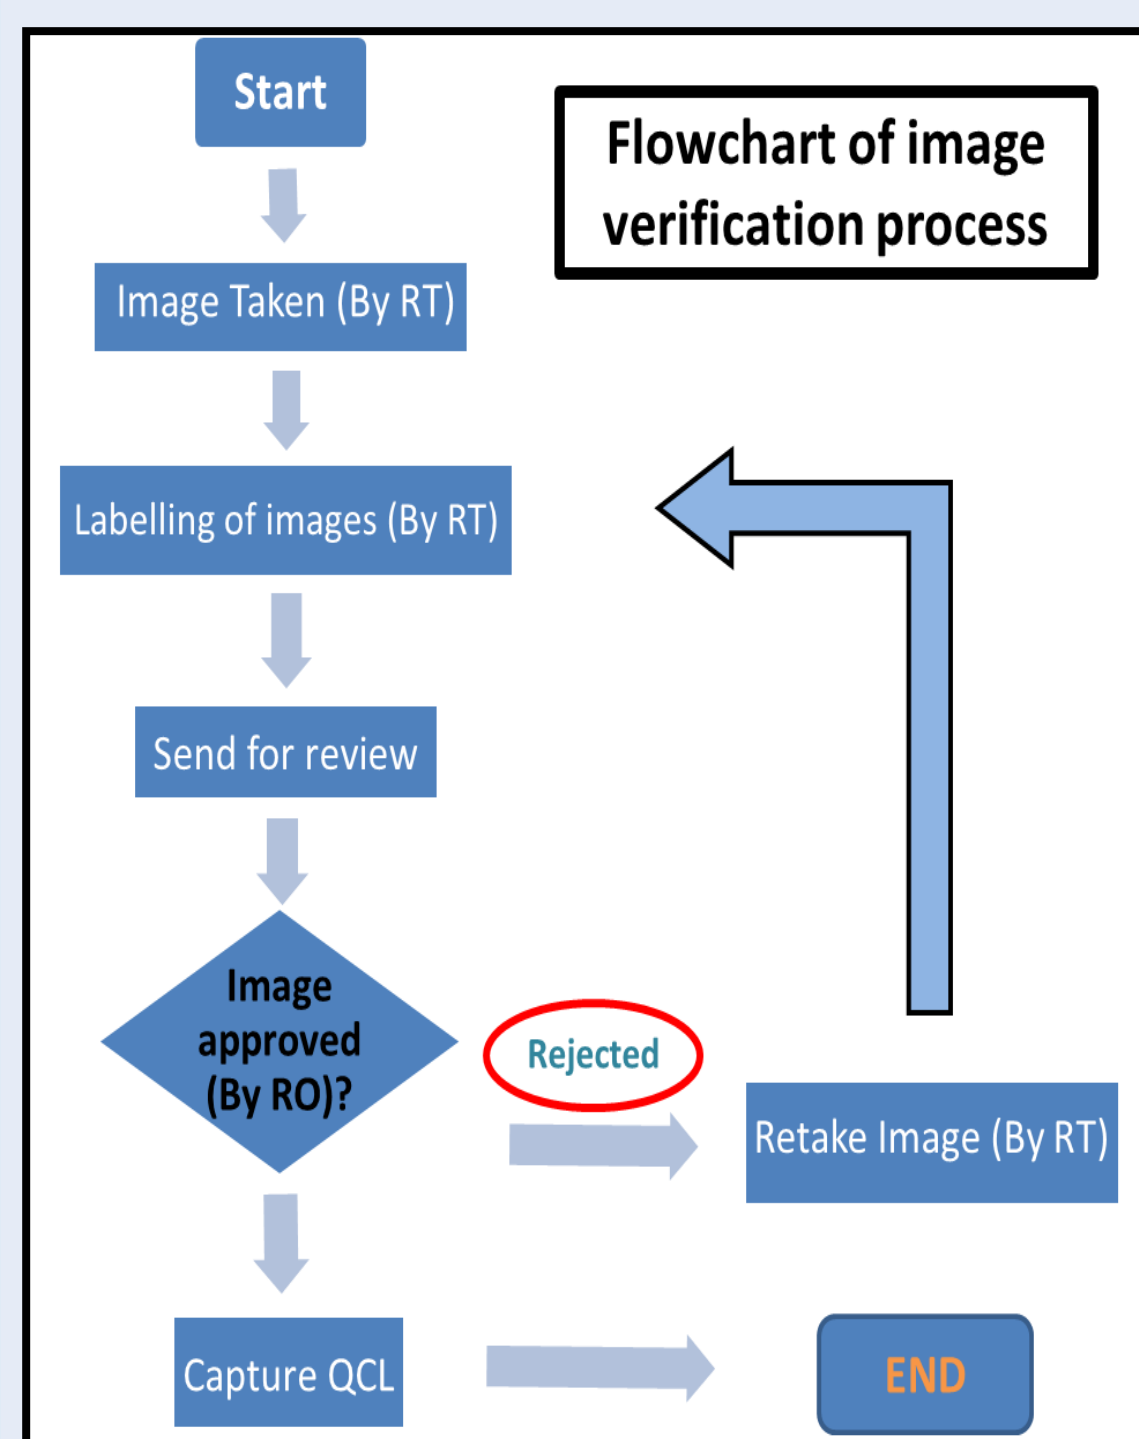 Start
Flowchart of image
verification process
Image Taken (By RT)
Labelling of images (By RT)
Send for review
Image
approved
(By RO)?
Rejected
Retake Image (By RT)
Capture QCL
END